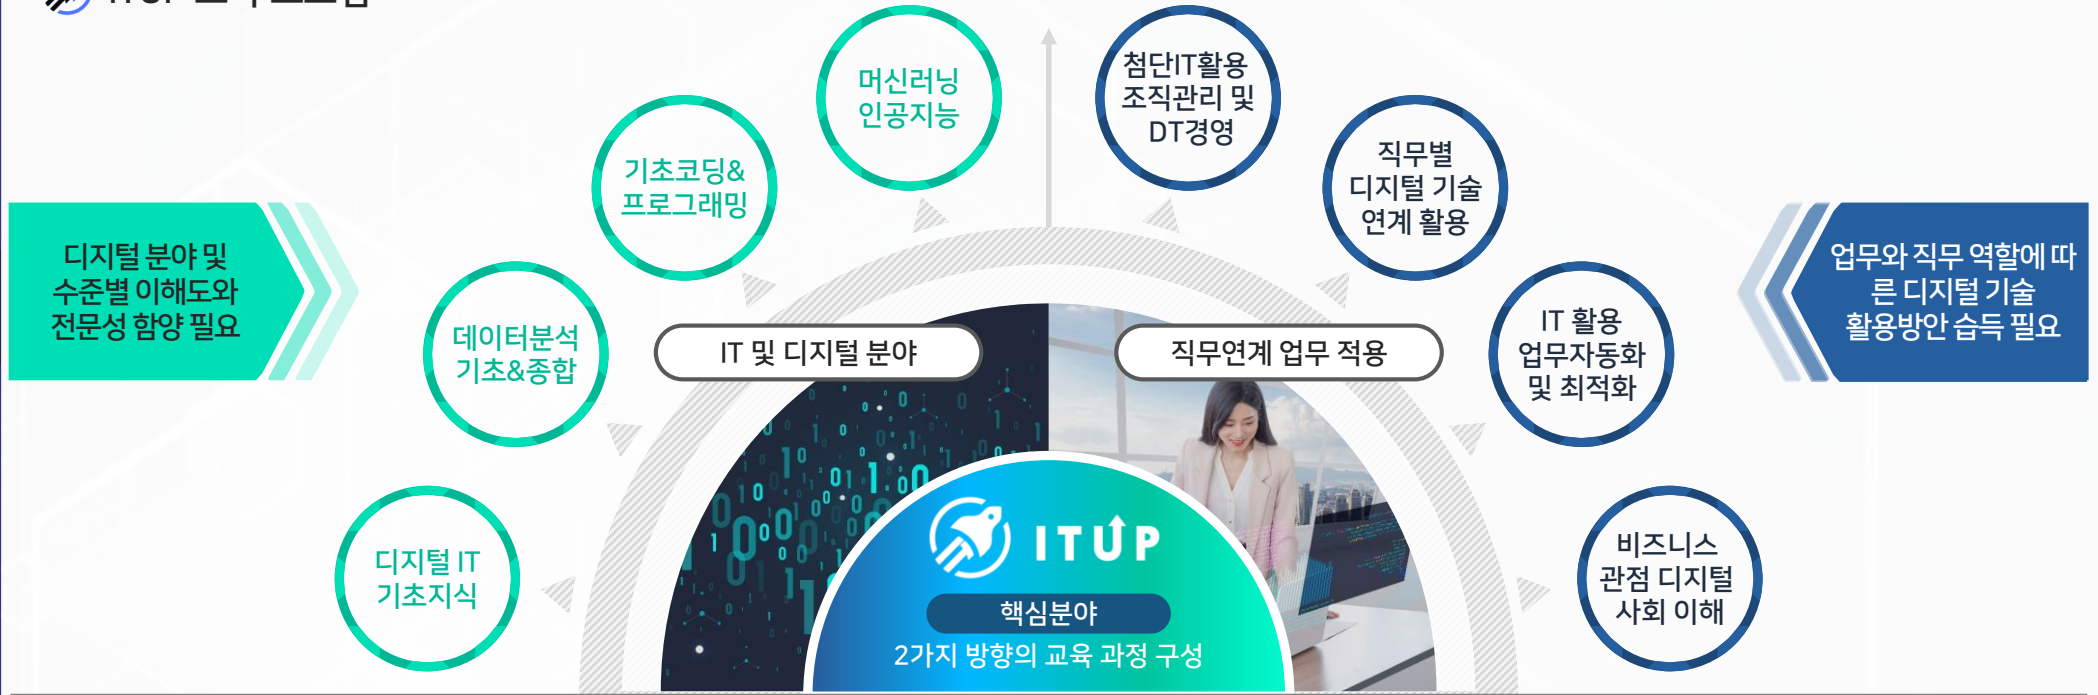 ITUP
머신러닝
인공지능
첨단IT활용
조직관리 및
DT경영
기초코딩&
프로그래밍
직무별
디지털 기술
연계 활용
디지털 분야 및
수준별 이해도와
전문성 함양 필요
업무와 직무 역할에 따
른 디지털 기술
활용방안 습득 필요
데이터분석
기초&종합
IT 및 디지털 분야
직무연계 업무 적용
IT 활용
업무자동화
및 최적화
디지털 IT
기초지식
ITUP
핵심분야
2가지 방향의 교육 과정 구성
비즈니스
관점 디지털
사회 이해